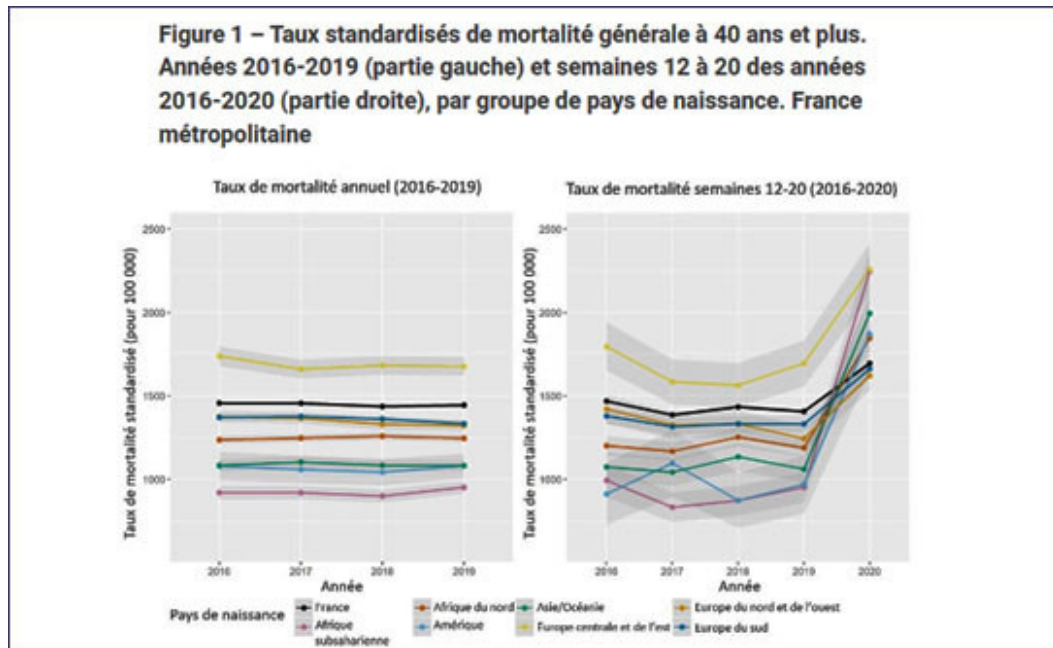 Figure 1 – Taux standardisés de mortalité générale à 40 ans et plus.
Années 2016-2019 (partie gauche) et semaines 12 à 20 des années
2016-2020 (partie droite), par groupe de pays de naissance. France
métropolitaine
Taux de mortalité annuel (2016-2019)
Taux de mortalité standardisé (pour 100 000)
2500
2000
1500
1000
2016 2017 2018 2019
Année
Taux de mortalité semaines 12-20 (2016-2020)
Taux de mortalité standardisé (pour 100 000)
2500
2000
1500
1000
2016 2017 2018 2019 2020
Année
Pays de naissance
France
Afrique subsaharienne
Afrique du nord
Amérique
Asie/Océanie
Europe centrale et de l'est
Europe du nord et de l'ouest
Europe du sud